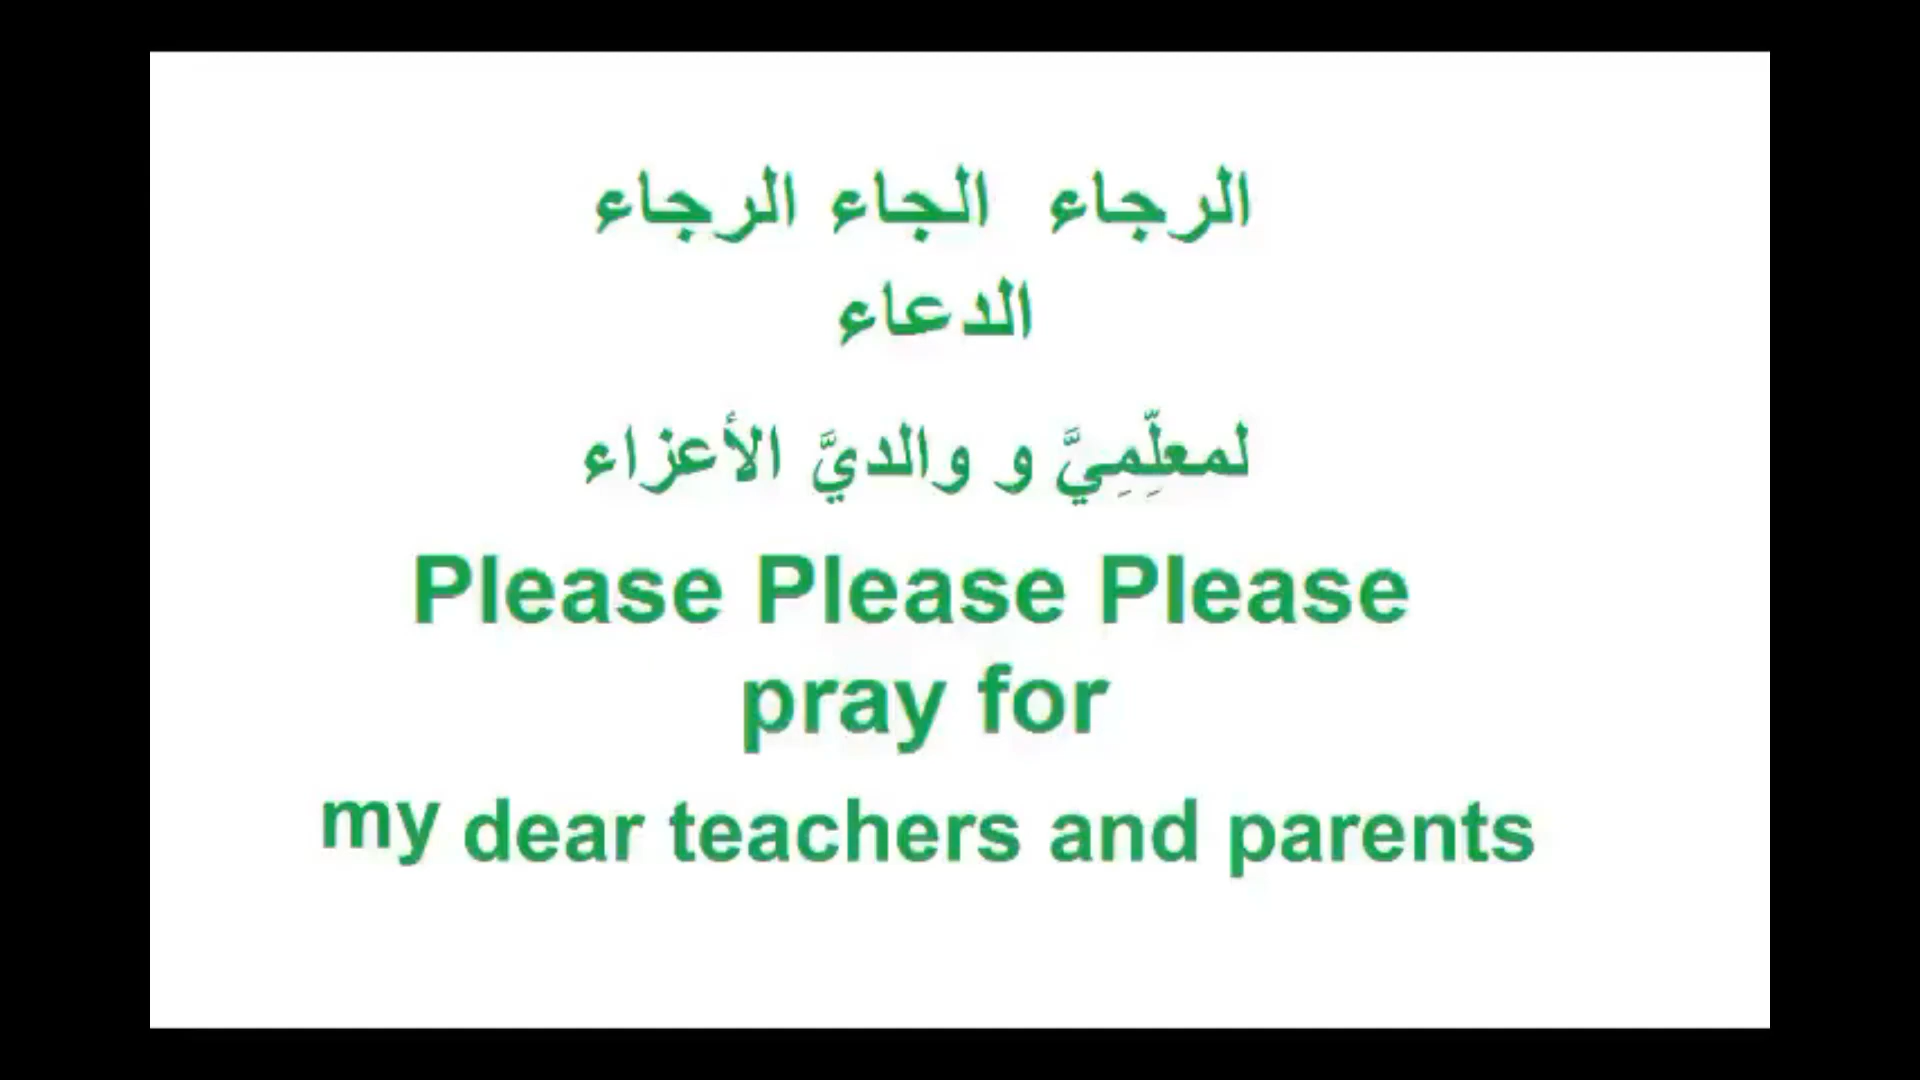 الرجاء الجاء الرجاء
الدعاء
لمعلِّمِيَّ و والديَّ الأعزاء
Please Please Please
pray for
my dear teachers and parents